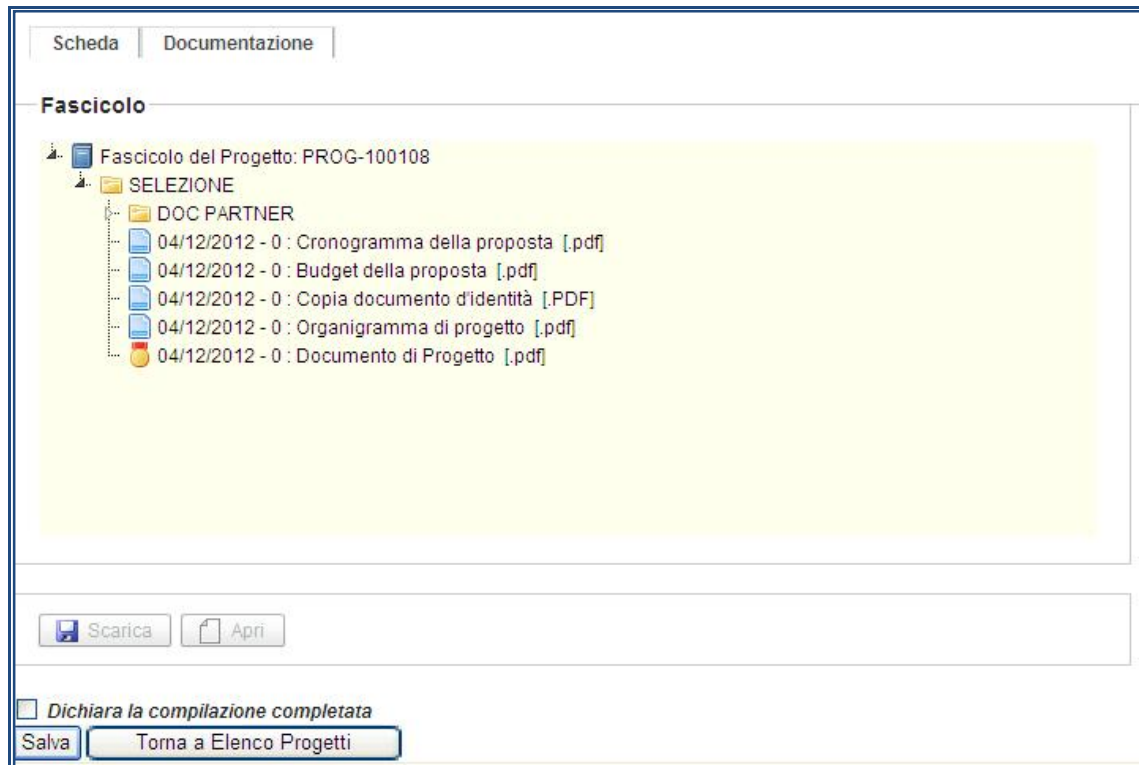 Scheda Documentazione
Fascicolo
Fascicolo del Progetto: PROG-100108
SELEZIONE
DOC PARTNER
04/12/2012 - 0 : Cronogramma della proposta [.pdf]
04/12/2012 - 0 : Budget della proposta [.pdf]
04/12/2012 - 0 : Copia documento d'identità [.PDF]
04/12/2012 - 0 : Organigramma di progetto [.pdf]
04/12/2012 - 0 : Documento di Progetto [.pdf]
Scarica Apri
Dichiara la compilazione completata
Salva Torna a Elenco Progetti